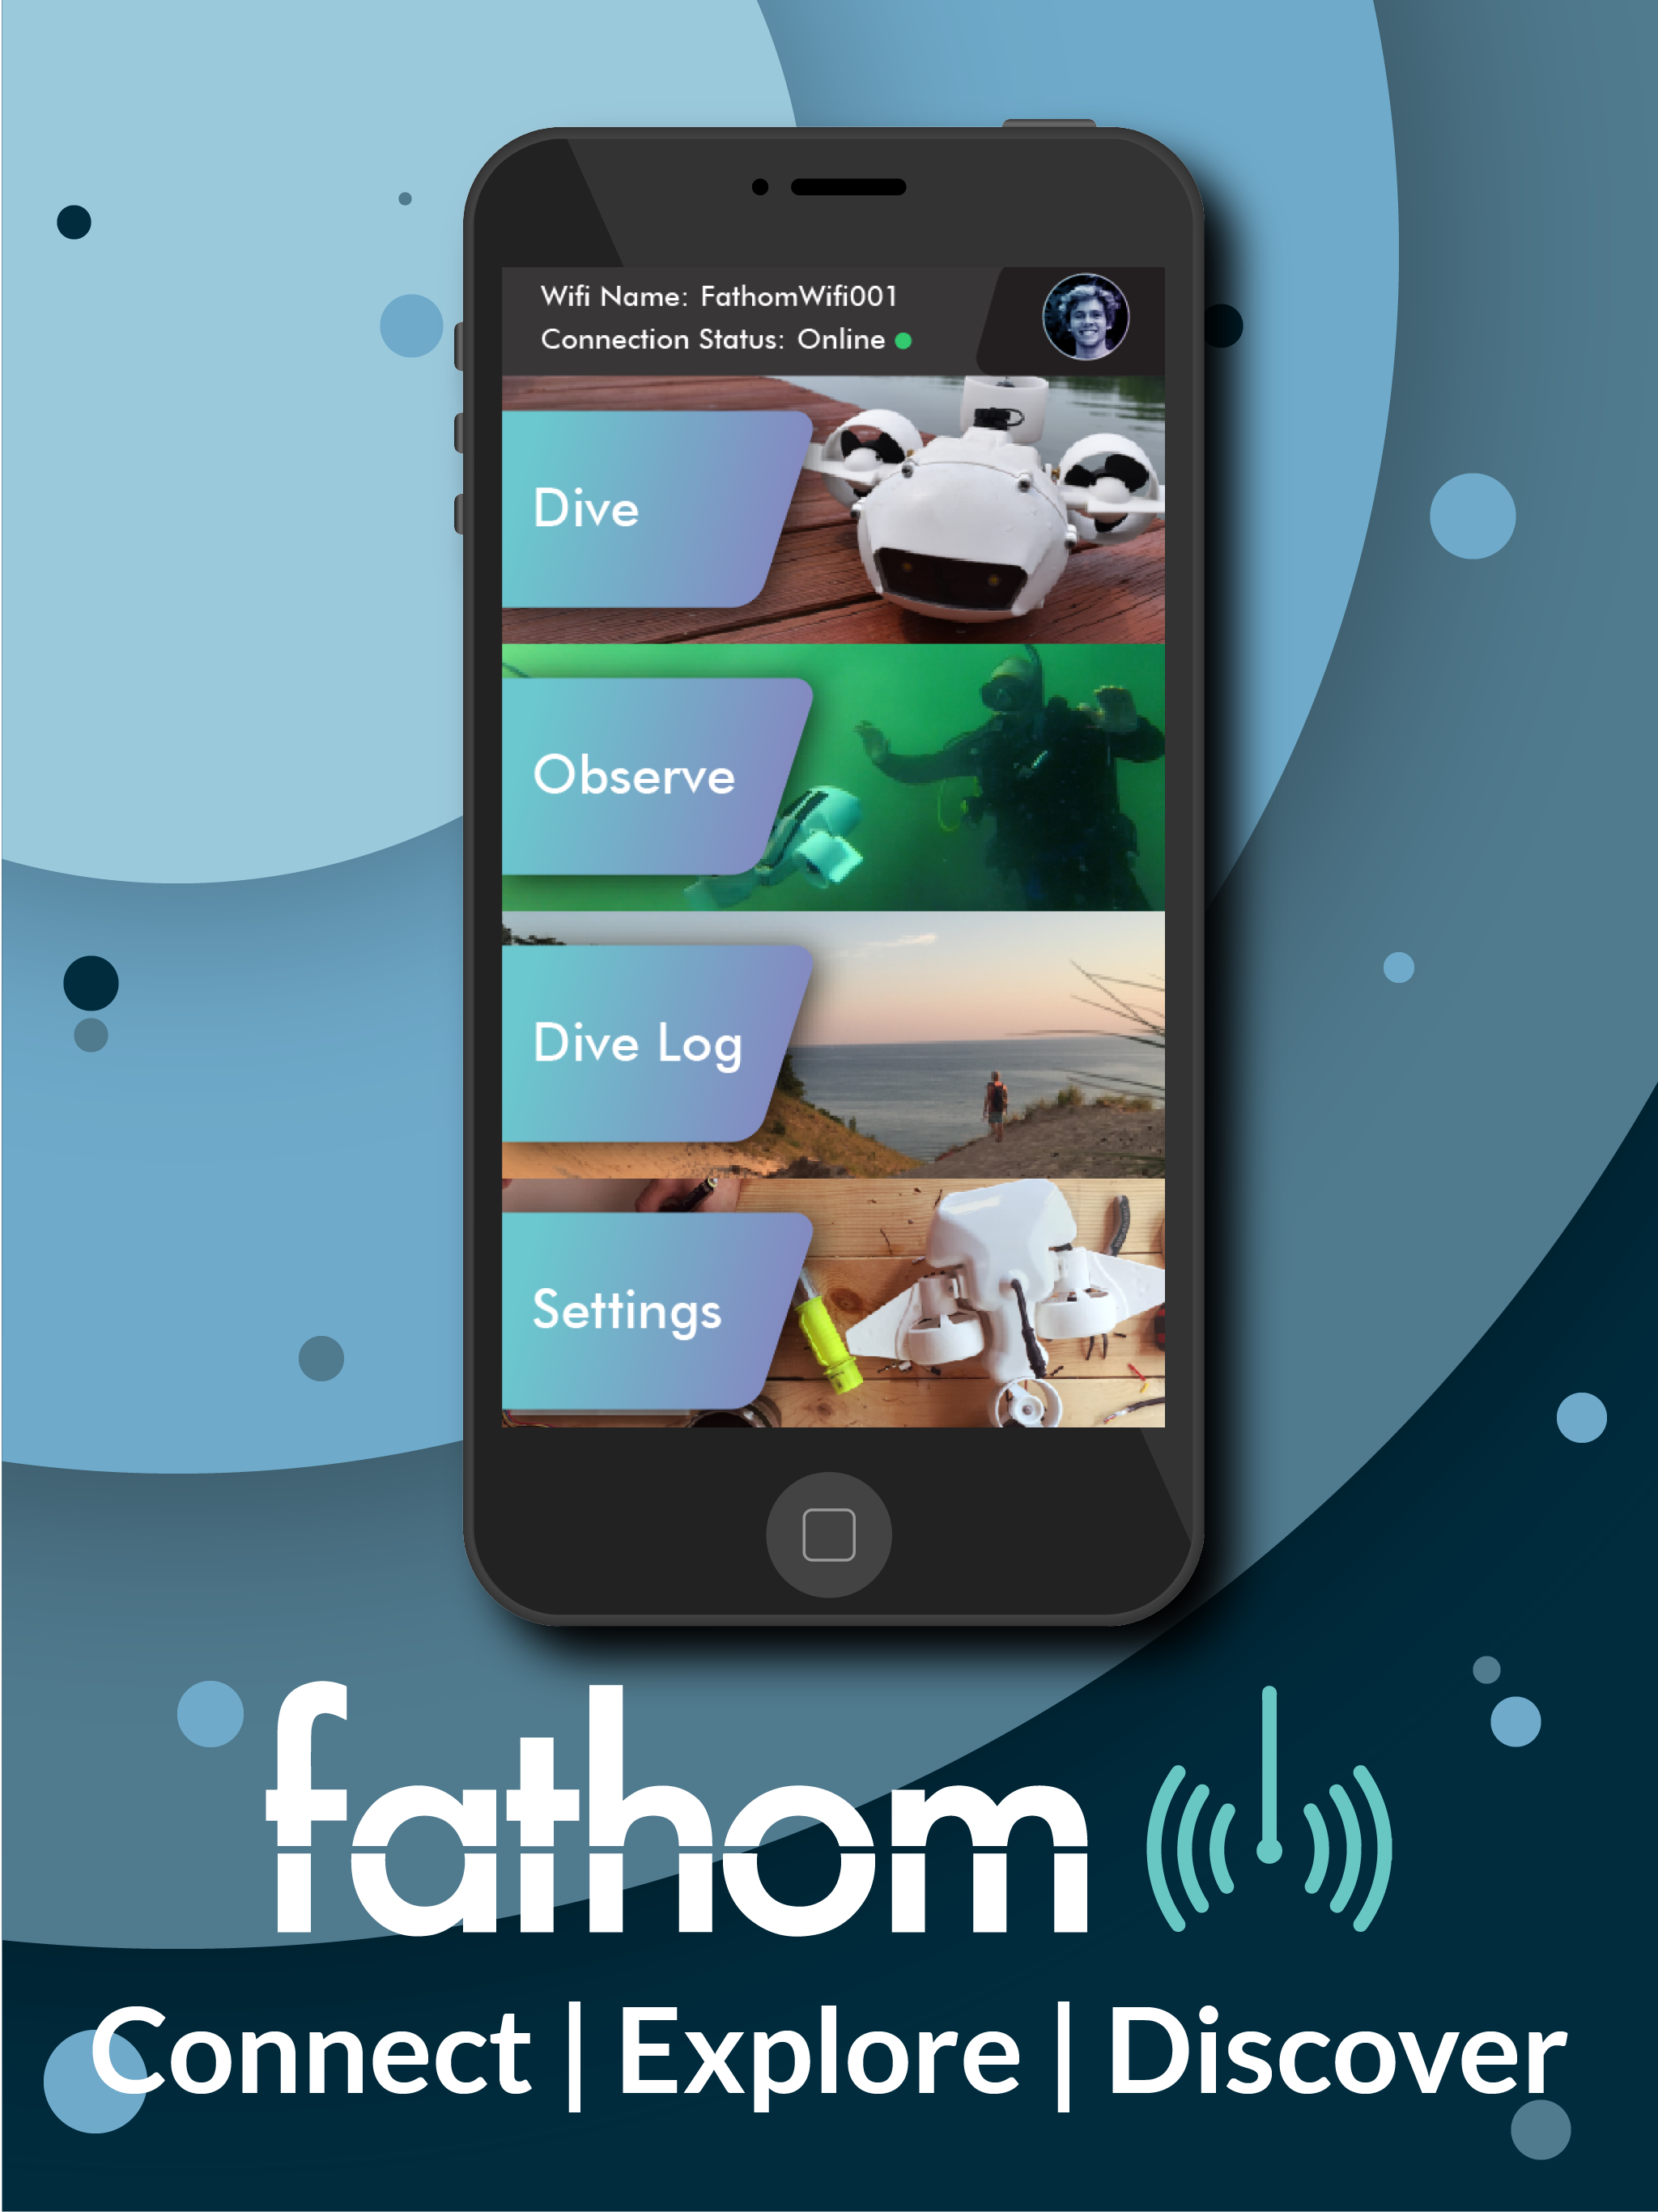 Wifi Name: FathomWifi001
Connection Status: Online
Dive
Observe
Dive Log
Settings
fathom
Connect | Explore | Discover